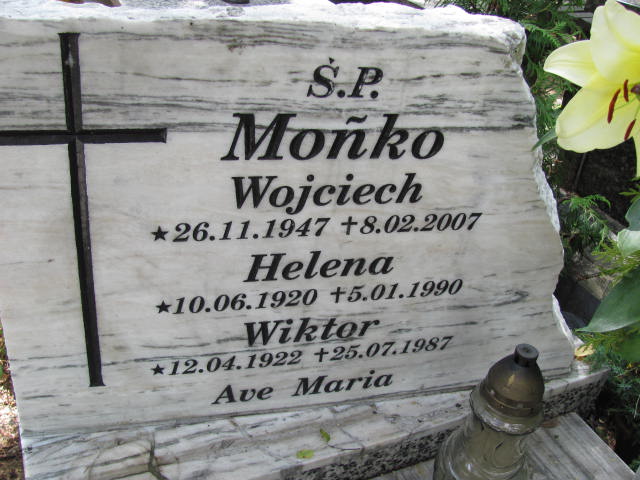 Ś.P.
Moñko
Wojciech
★26.11.1947 ✝8.02.2007
Helena
★10.06.1920 ✝5.01.1990
Wiktor
★12.04.1922 ✝25.07.1987
Ave Maria